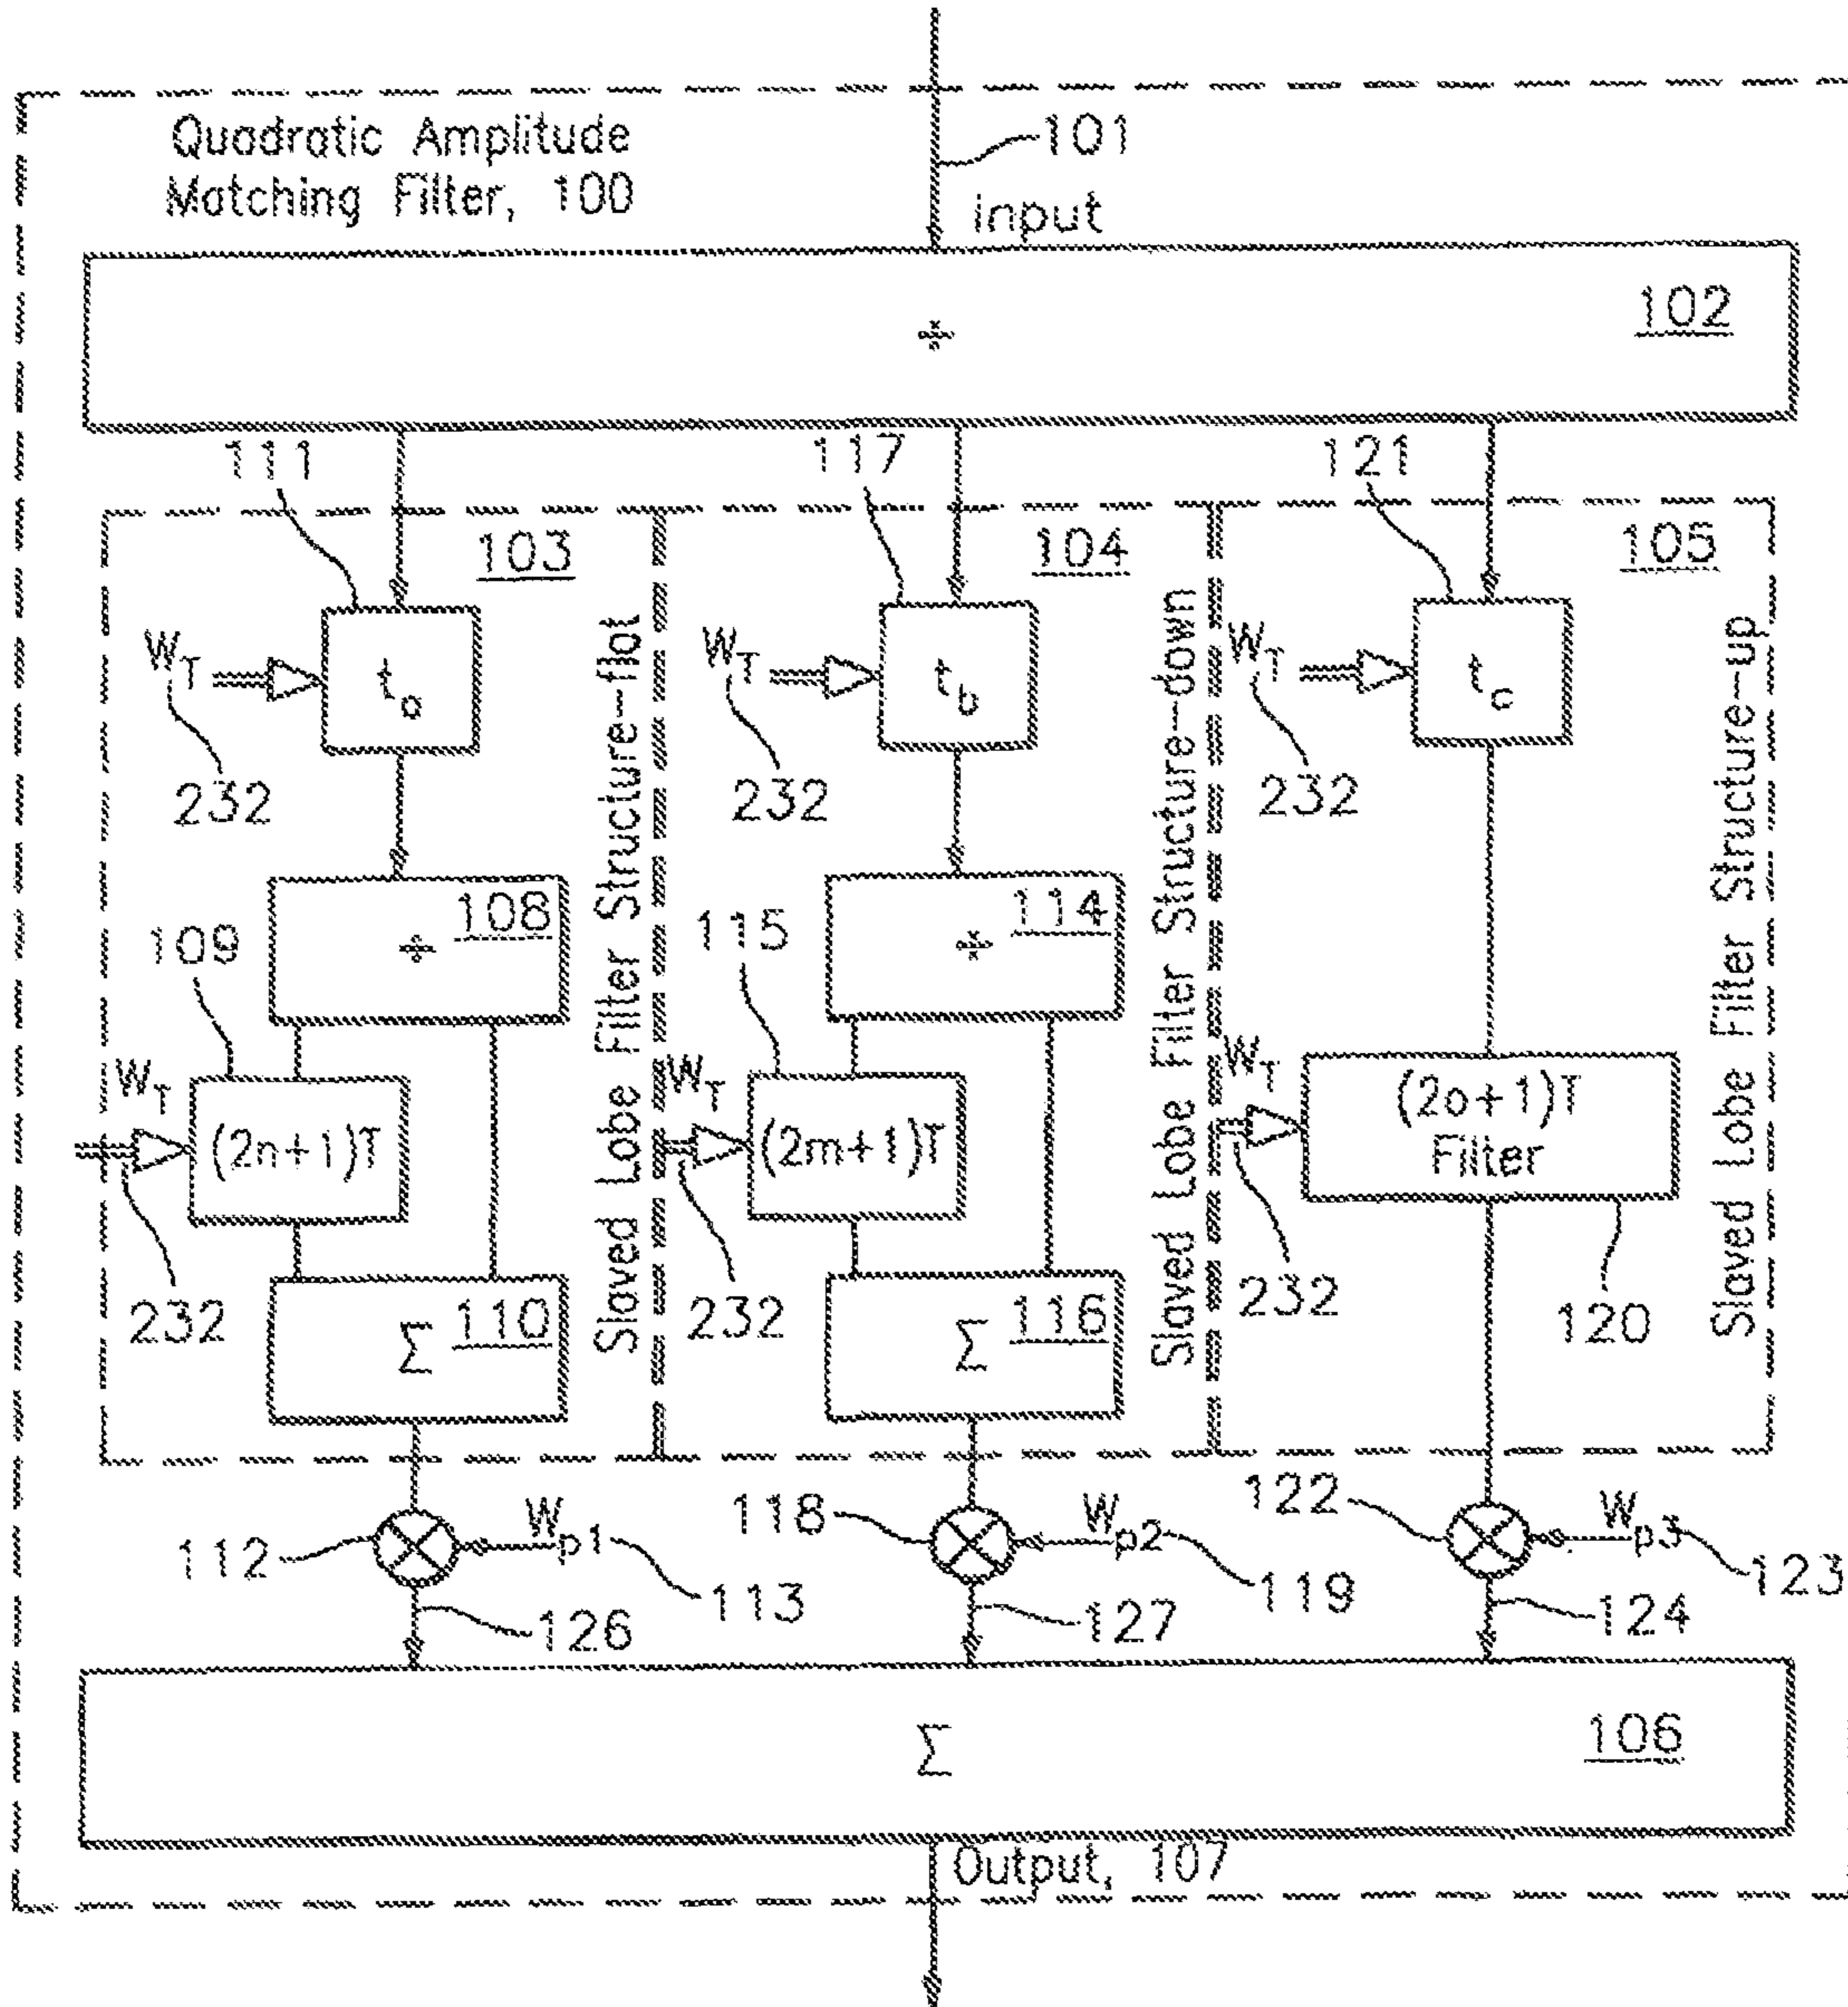 Quadratic Amplitude
Matching Filter, 100
101
input
÷
102
111
117
121
103
104
105
W_T
232
t_a
W_T
232
t_b
W_T
232
t_c
108
÷
114
÷
109
115
W_T
(2n+1)T
232
W_T
(2m+1)T
232
W_T
(2o+1)T
Filter
232
120
Σ 110
Σ 116
Slaved Lobe Filter Structure-flat
Slaved Lobe Filter Structure-down
Slaved Lobe Filter Structure-up
112
W_p1
113
126
118
W_p2
119
127
122
W_p3
123
124
Σ
106
Output, 107